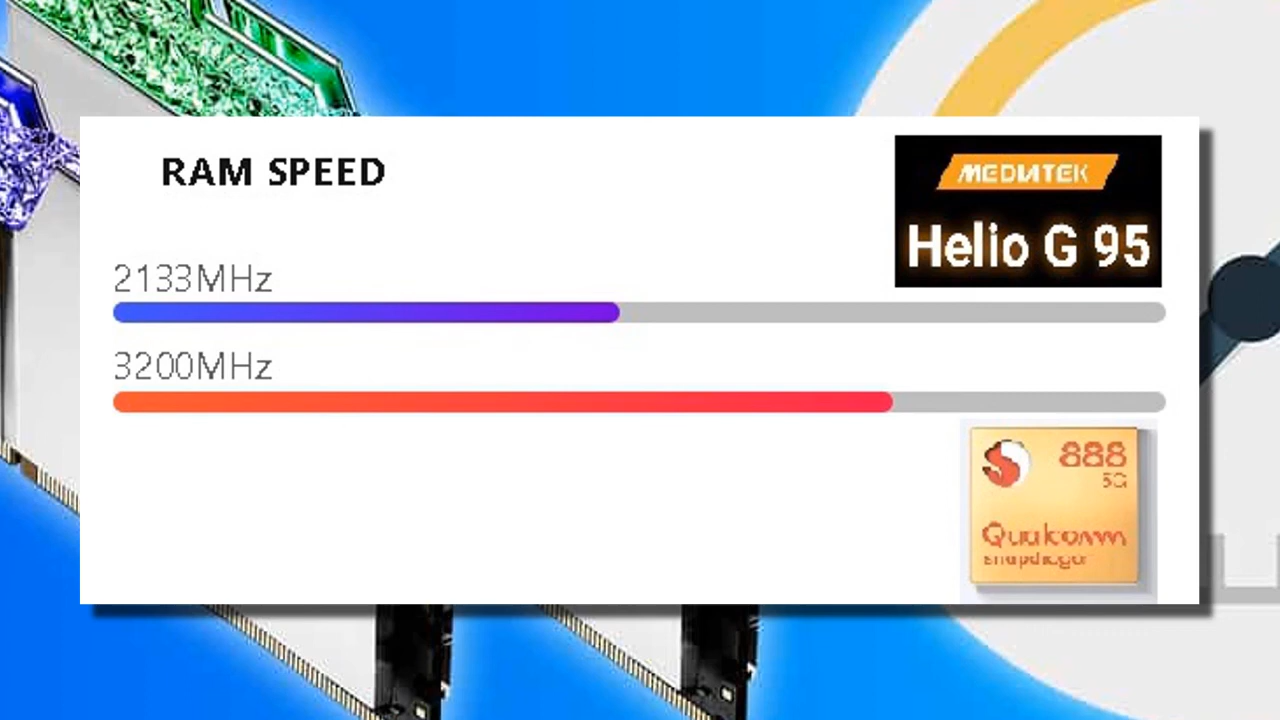 RAM SPEED
MEDIATEK
Helio G 95
2133MHz
3200MHz
888
5G
Qualcomm
snapdragon